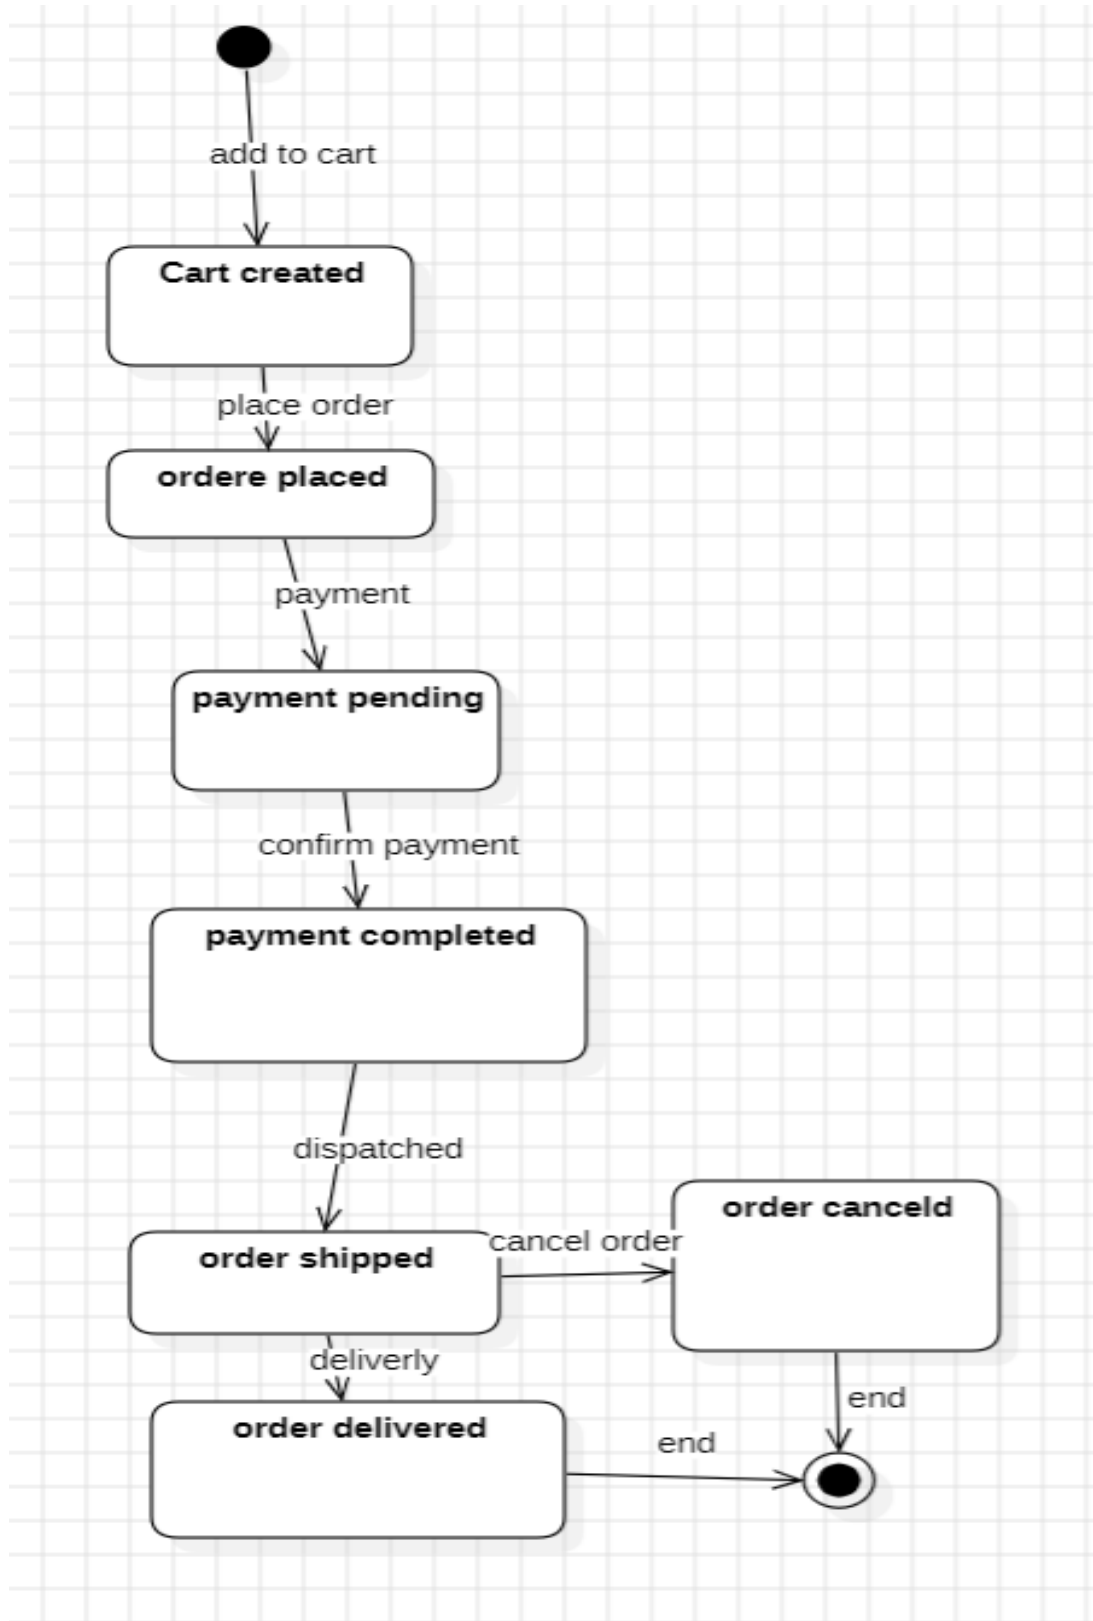 add to cart
Cart created
place order
ordere placed
payment
payment pending
confirm payment
payment completed
dispatched
order canceld
cancel order
order shipped
deliverly
end
order delivered
end